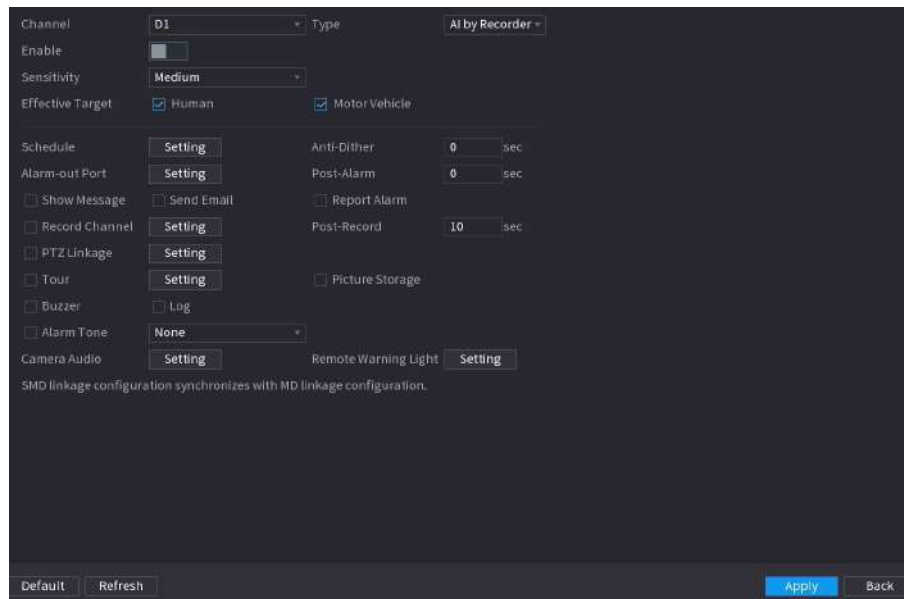 Channel D1 Type AI by Recorder
Enable
Sensitivity Medium
Effective Target Human Motor Vehicle
Schedule Setting Anti-Dither 0 sec
Alarm-out Port Setting Post-Alarm 0 sec
Show Message Send Email Report Alarm
Record Channel Setting Post-Record 10 sec
PTZ Linkage Setting
Tour Setting Picture Storage
Buzzer Log
Alarm Tone None
Camera Audio Setting Remote Warning Light Setting
SMD linkage configuration synchronizes with MD linkage configuration.
Default Refresh Apply Back